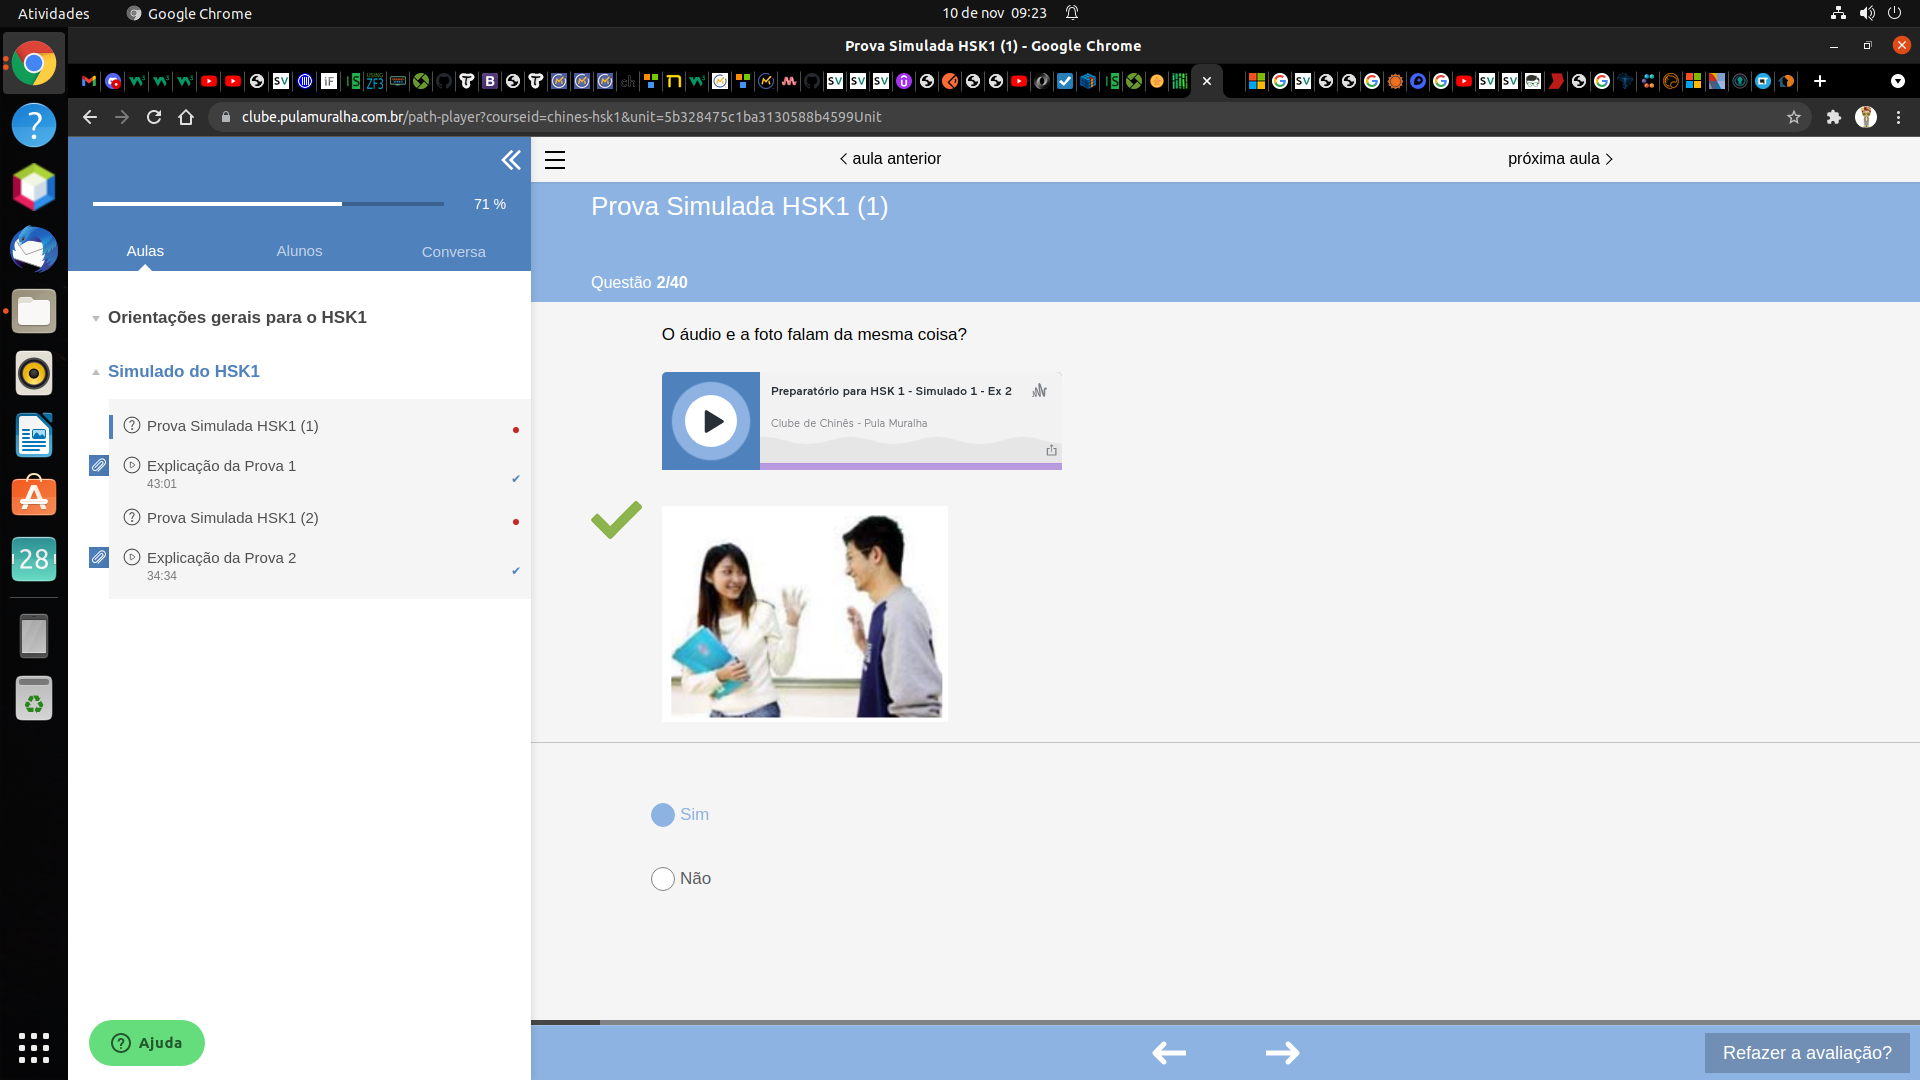 Atividades
Google Chrome
10 de nov 09:23
Prova Simulada HSK1 (1) - Google Chrome
clube.pulamuralha.com.br/path-player?courseid=chines-hsk1&unit=5b328475c1ba3130588b4599Unit
71 %
Aulas
Alunos
Conversa
Orientações gerais para o HSK1
Simulado do HSK1
Prova Simulada HSK1 (1)
Explicação da Prova 1
43:01
Prova Simulada HSK1 (2)
Explicação da Prova 2
34:34
28
Ajuda
aula anterior
próxima aula
Prova Simulada HSK1 (1)
Questão 2/40
O áudio e a foto falam da mesma coisa?
Preparatório para HSK 1 - Simulado 1 - Ex 2
Clube de Chinês - Pula Muralha
Sim
Não
Refazer a avaliação?